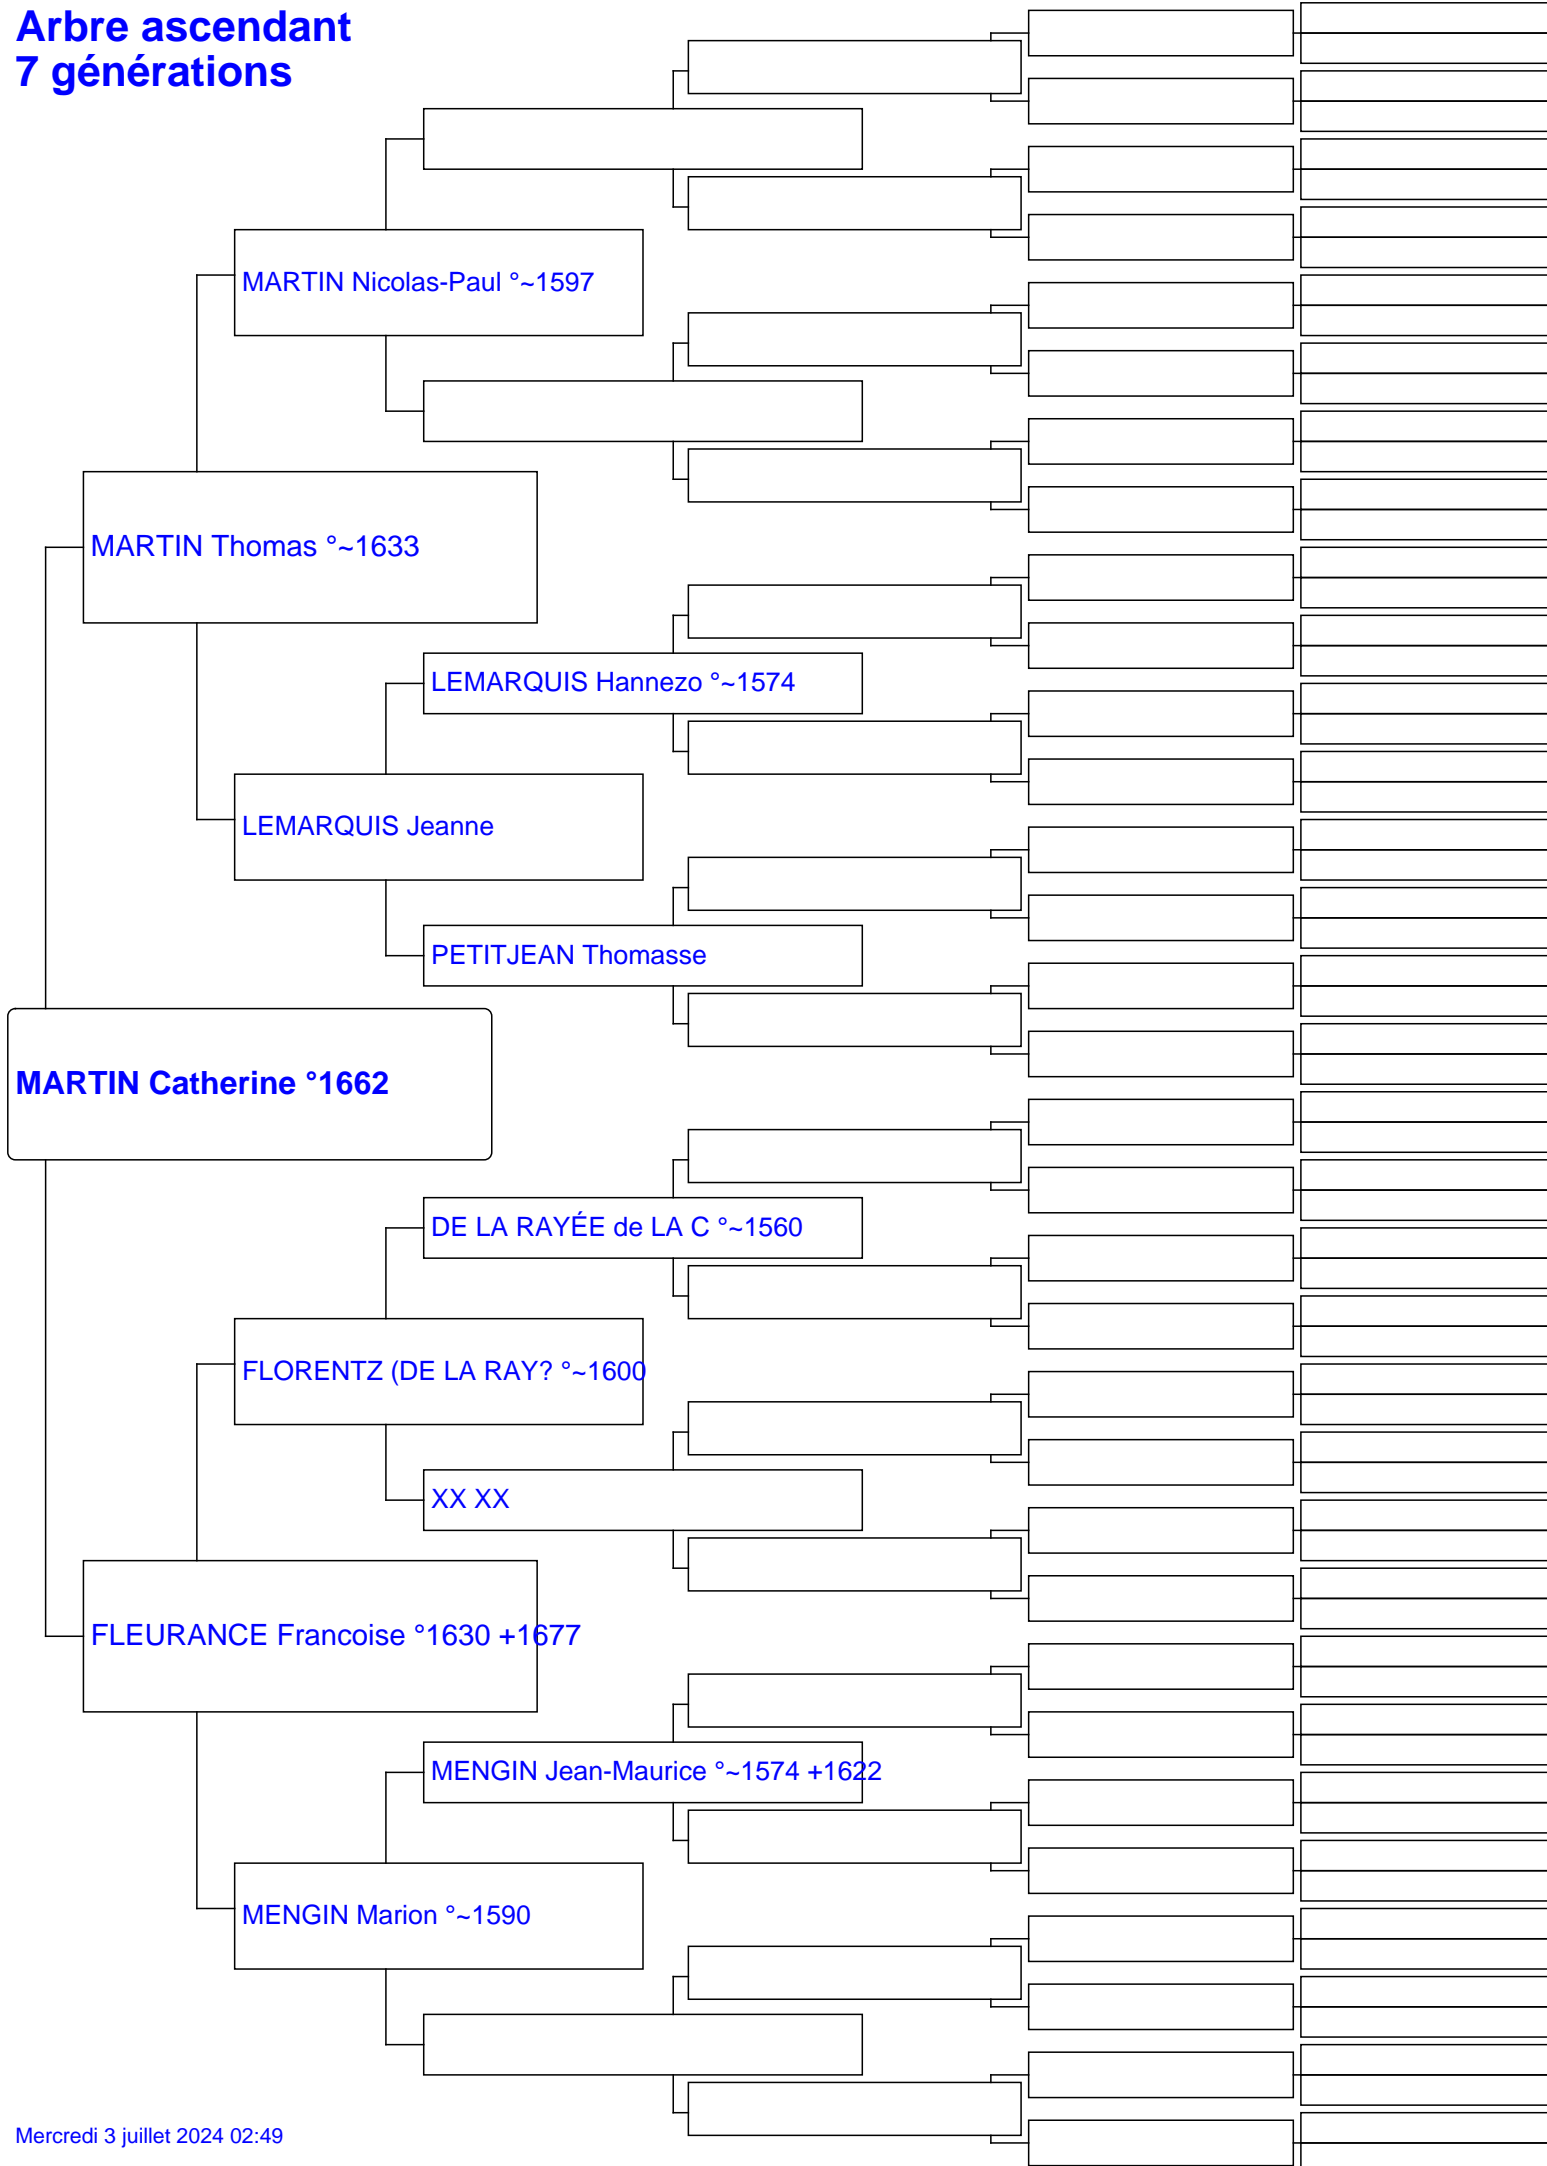 Arbre ascendant
7 générations
MARTIN Nicolas-Paul °~1597
MARTIN Thomas °~1633
LEMARQUIS Hannezo °~1574
LEMARQUIS Jeanne
PETITJEAN Thomasse
MARTIN Catherine °1662
DE LA RAYÉE de LA C °~1560
FLORENTZ (DE LA RAY? °~1600
XX XX
FLEURANCE Francoise °1630 +1677
MENGIN Jean-Maurice °~1574 +1622
MENGIN Marion °~1590
Mercredi 3 juillet 2024 02:49